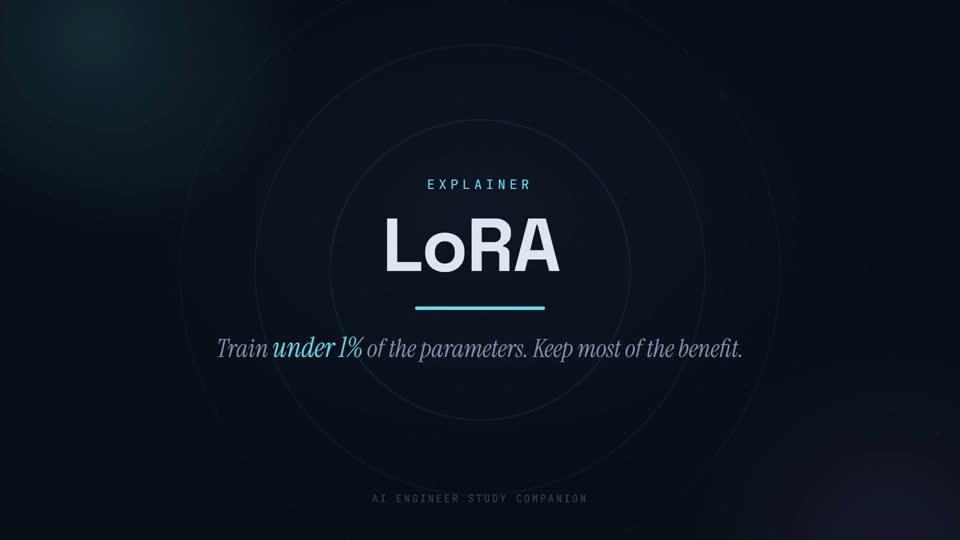 EXPLAINER
LoRA
Train under 1% of the parameters. Keep most of the benefit.
AI ENGINEER STUDY COMPANION